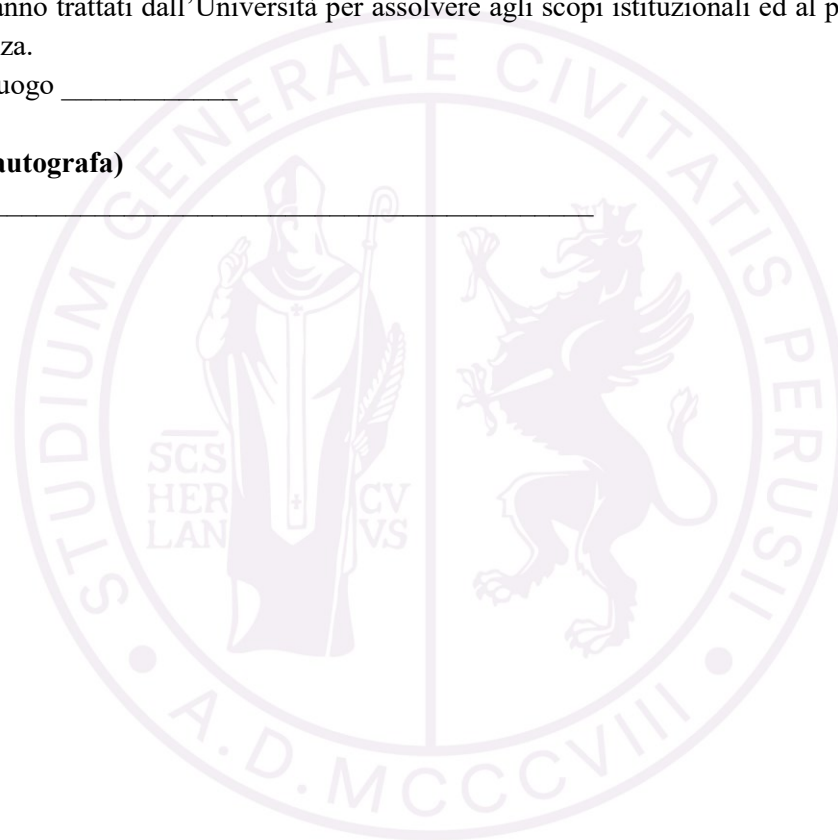 anno trattati dall'Università per assolvere agli scopi istituzionali ed al p
za.
uogo ____________
autografa)
STUDIUM GENERALE CIVITATIS PERUSII
SCS
HER
LAN
CV
VS
A.D. MCCCVIII